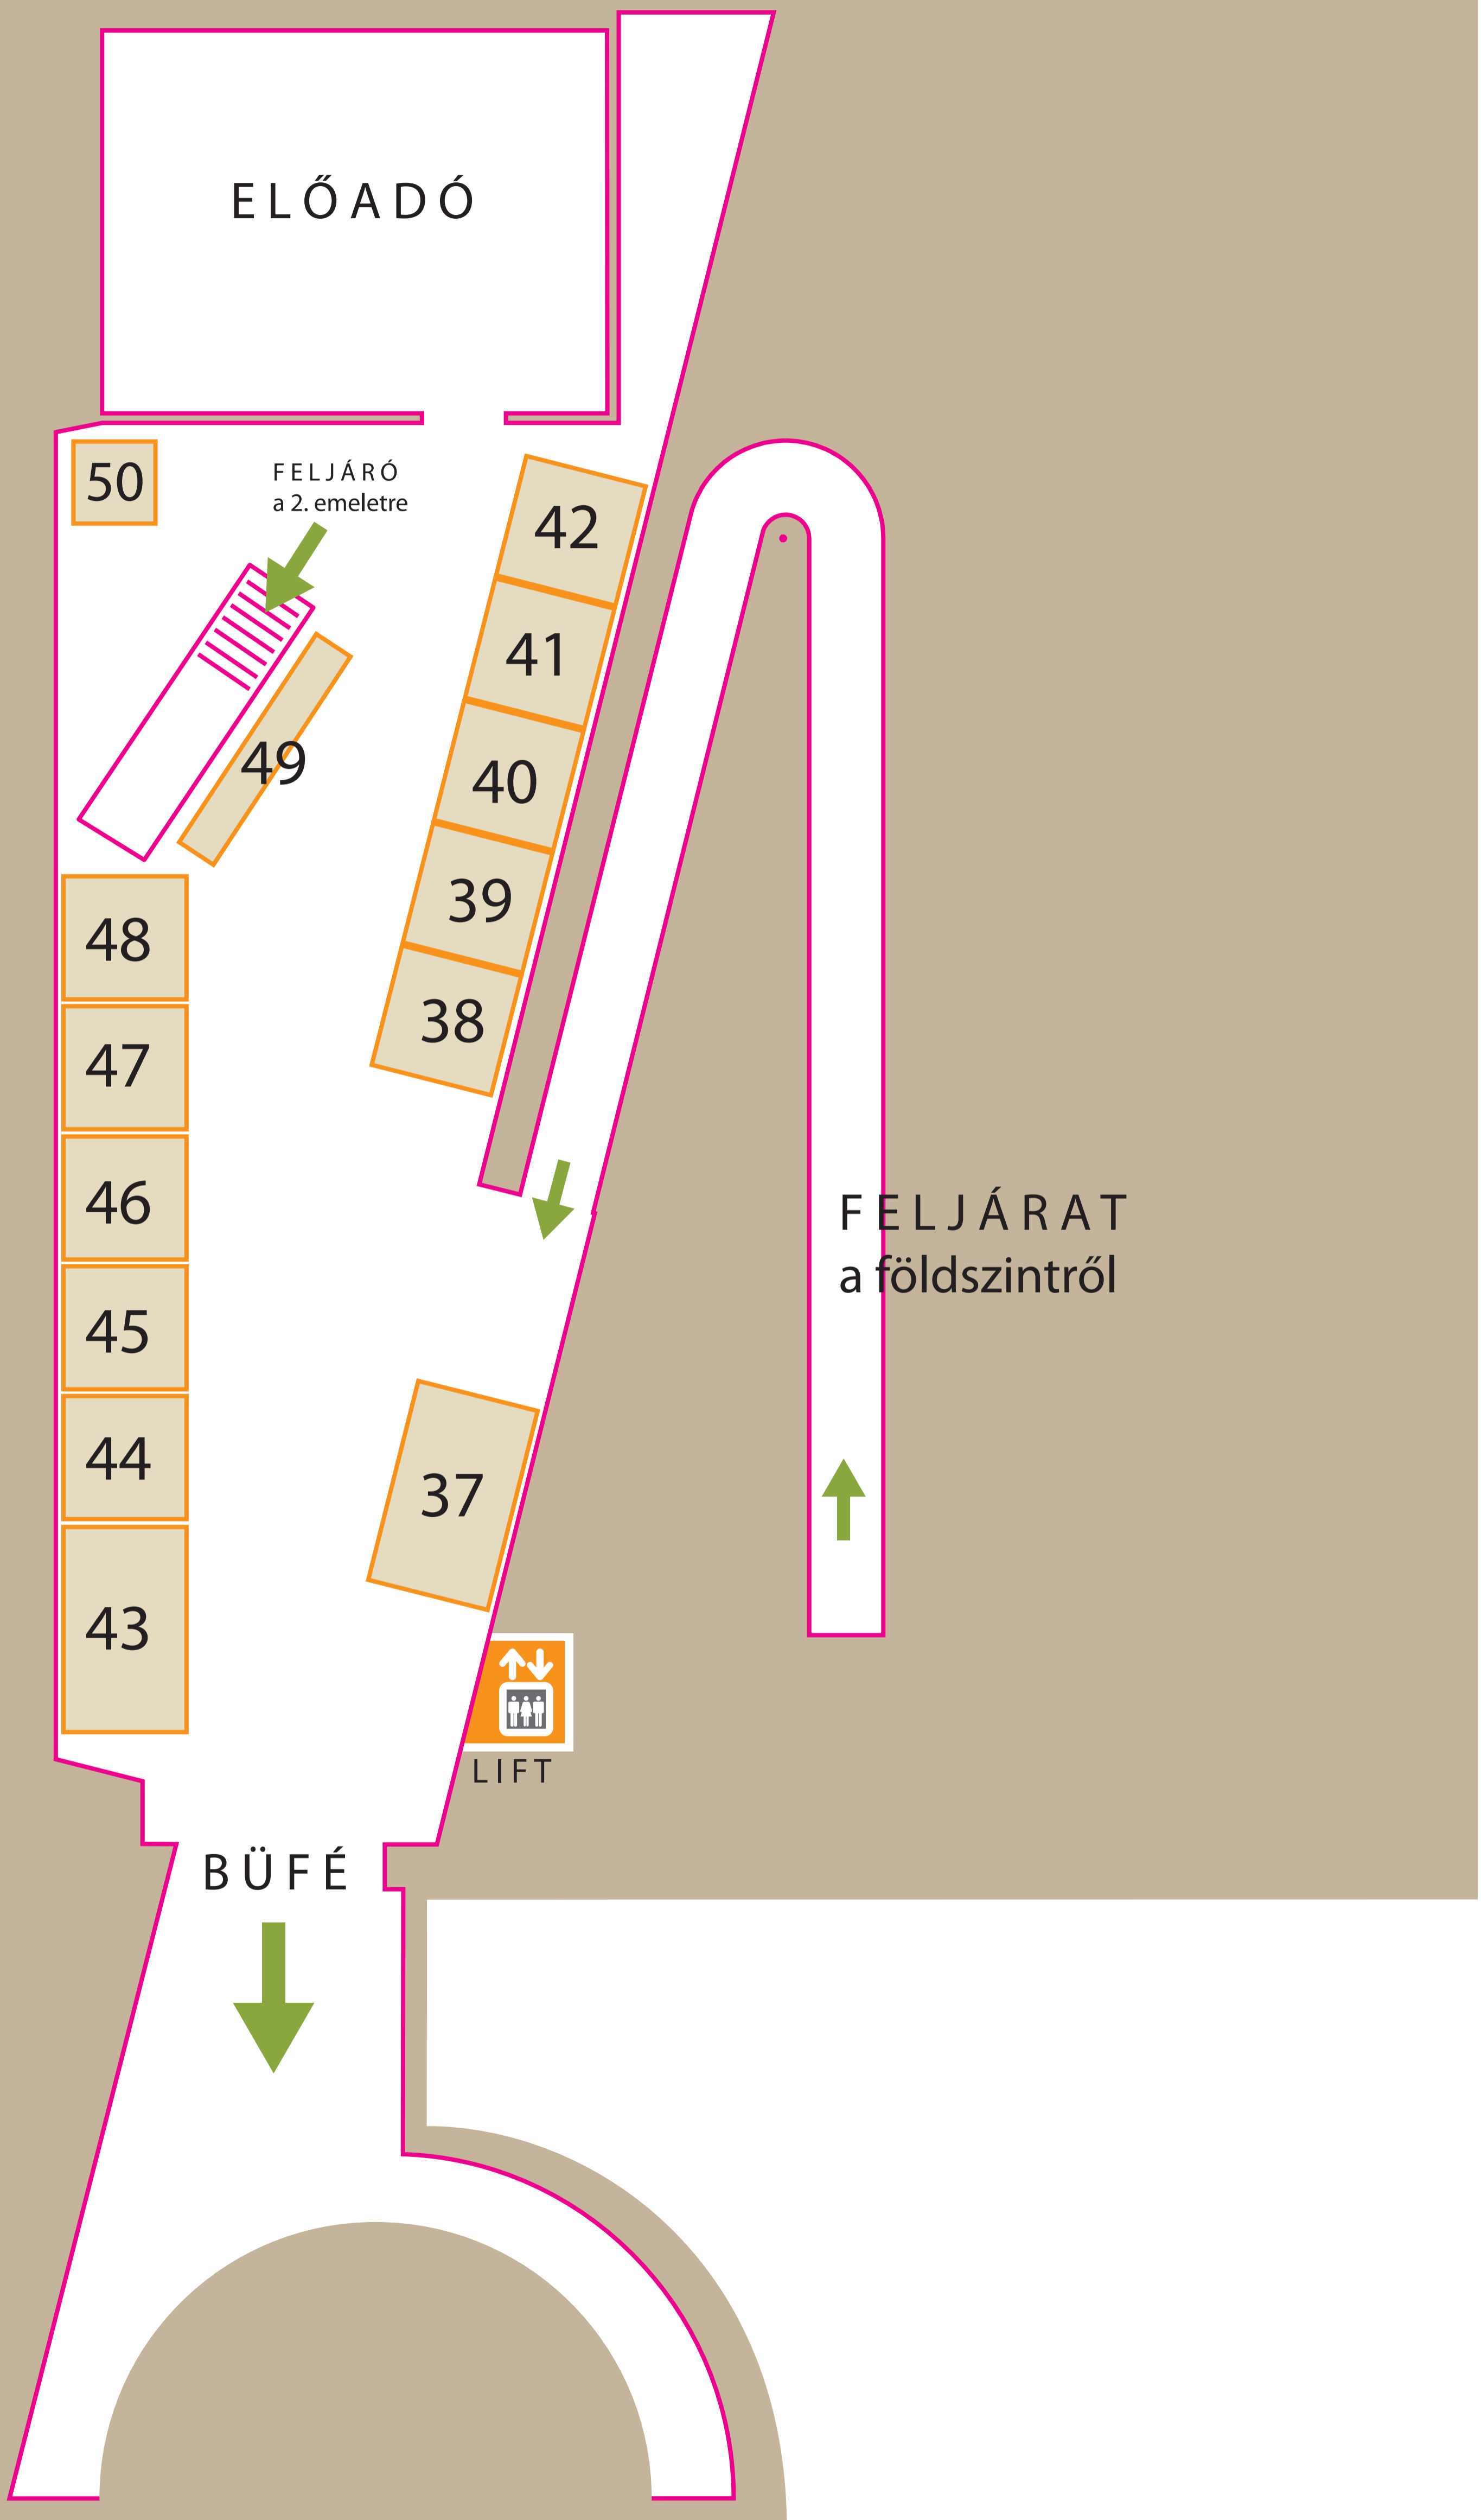 ELŐADÓ
50
FELJÁRÓ
a 2. emeletre
42
41
49
40
39
48
38
47
46
FELJÁRAT
a földszintről
45
44
37
43
LIFT
BÜFÉ